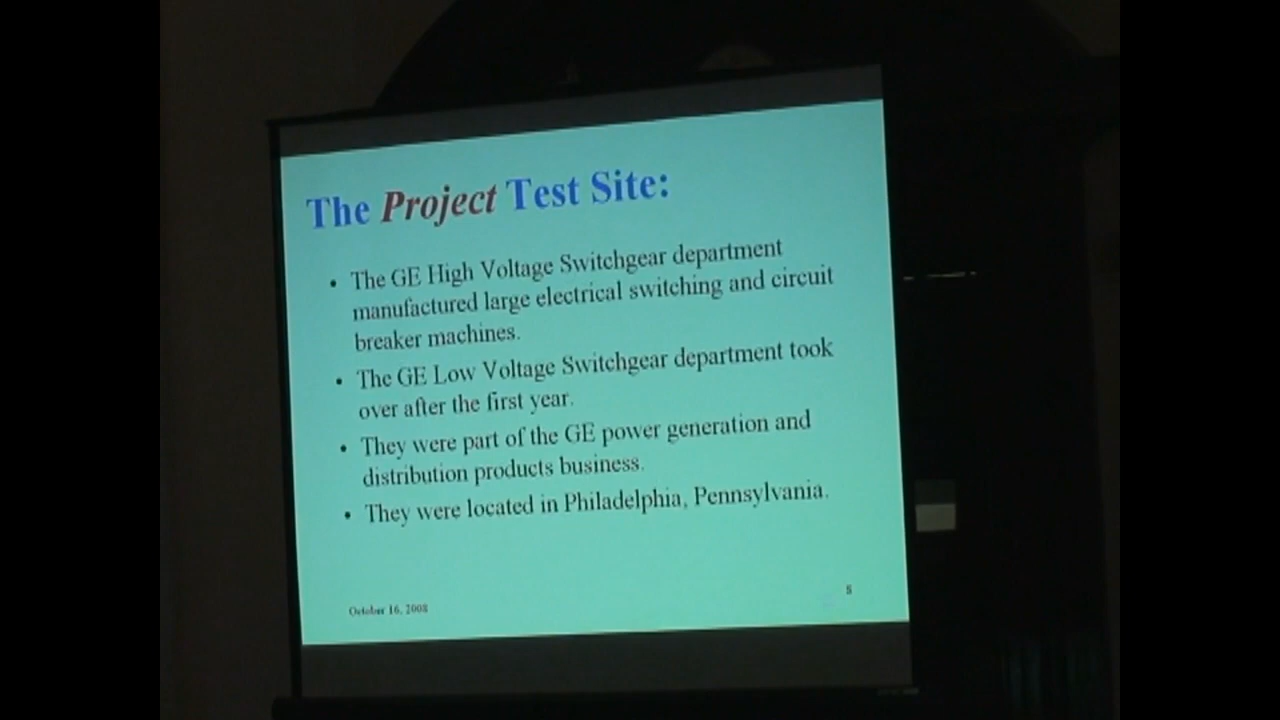 The Project Test Site:
• The GE High Voltage Switchgear department
manufactured large electrical switching and circuit
breaker machines.
• The GE Low Voltage Switchgear department took
over after the first year.
• They were part of the GE power generation and
distribution products business.
• They were located in Philadelphia, Pennsylvania.
October 16, 2008